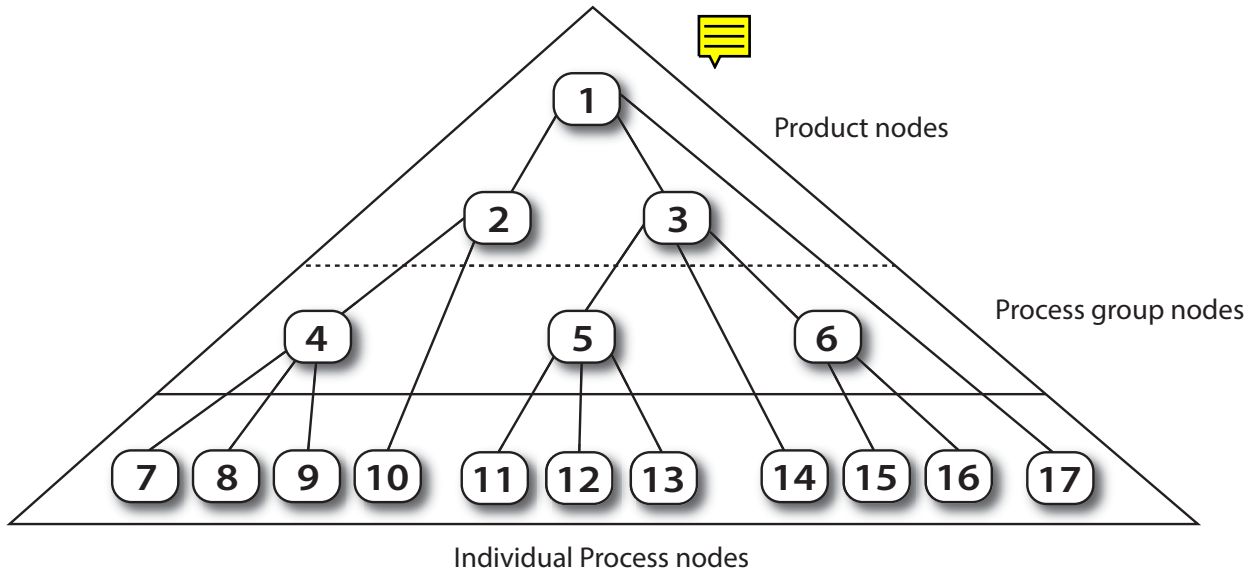 1
Product nodes
2 3
Process group nodes
4 5 6
7 8 9 10 11 12 13 14 15 16 17
Individual Process nodes